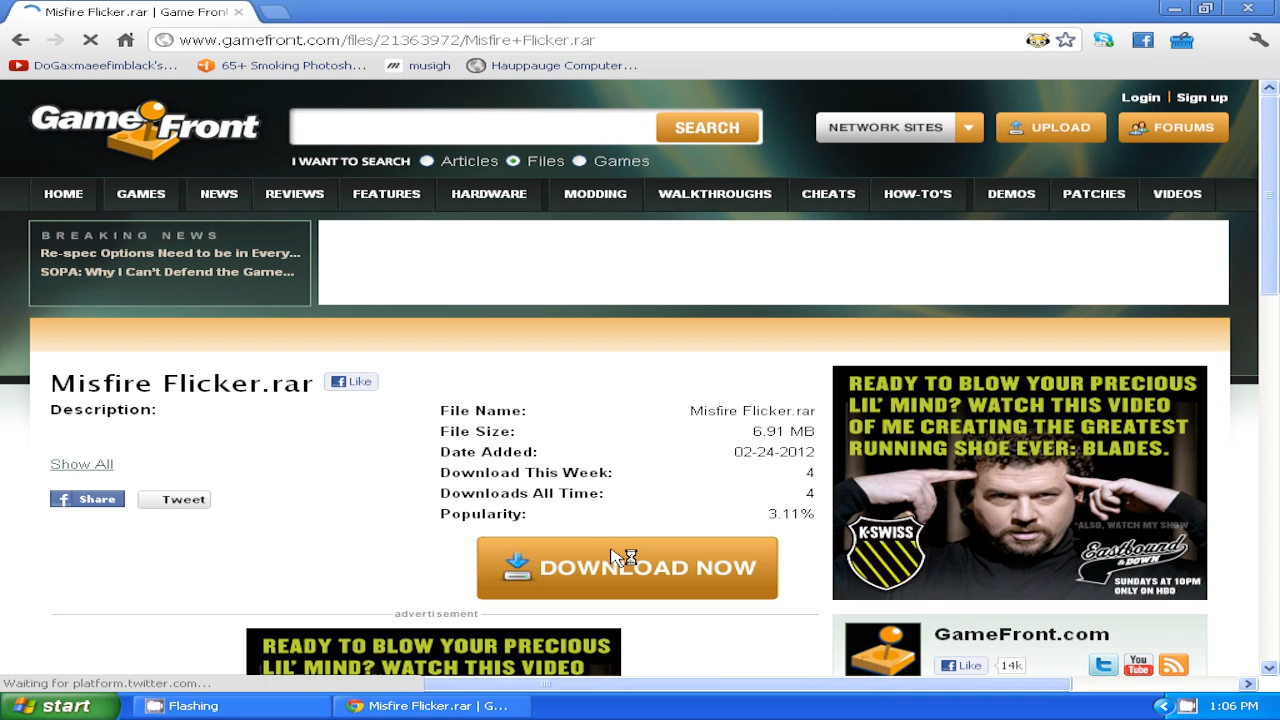 Misfire Flicker.rar | Game Front
www.gamefront.com/files/21363972/Misfire+Flicker.rar
DoGaxmaeefimblack's...
65+ Smoking Photosh...
m musigh
Hauppauge Computer...
Login | Sign up
GameFront
SEARCH
NETWORK SITES
UPLOAD
FORUMS
I WANT TO SEARCH Articles Files Games
HOME GAMES NEWS REVIEWS FEATURES HARDWARE MODDING WALKTHROUGHS CHEATS HOW-TO'S DEMOS PATCHES VIDEOS
BREAKING NEWS
Re-spec Options Need to be in Every...
SOPA: Why I Can't Defend the Game...
Misfire Flicker.rar
Like
Description:
Show All
Share
Tweet
File Name: Misfire Flicker.rar
File Size: 6.91 MB
Date Added: 02-24-2012
Download This Week: 4
Downloads All Time: 4
Popularity: 3.11%
DOWNLOAD NOW
advertisement
READY TO BLOW YOUR PRECIOUS
LIL' MIND? WATCH THIS VIDEO
READY TO BLOW YOUR PRECIOUS
LIL' MIND? WATCH THIS VIDEO
OF ME CREATING THE GREATEST
RUNNING SHOE EVER: BLADES.
K·SWISS
*ALSO, WATCH MY SHOW
Eastbound
& DOWN
SUNDAYS AT 10PM
ONLY ON HBO
GameFront.com
Like 14k
You
Tube
Waiting for platform.twitter.com...
start
Flashing
Misfire Flicker.rar | G...
1:06 PM